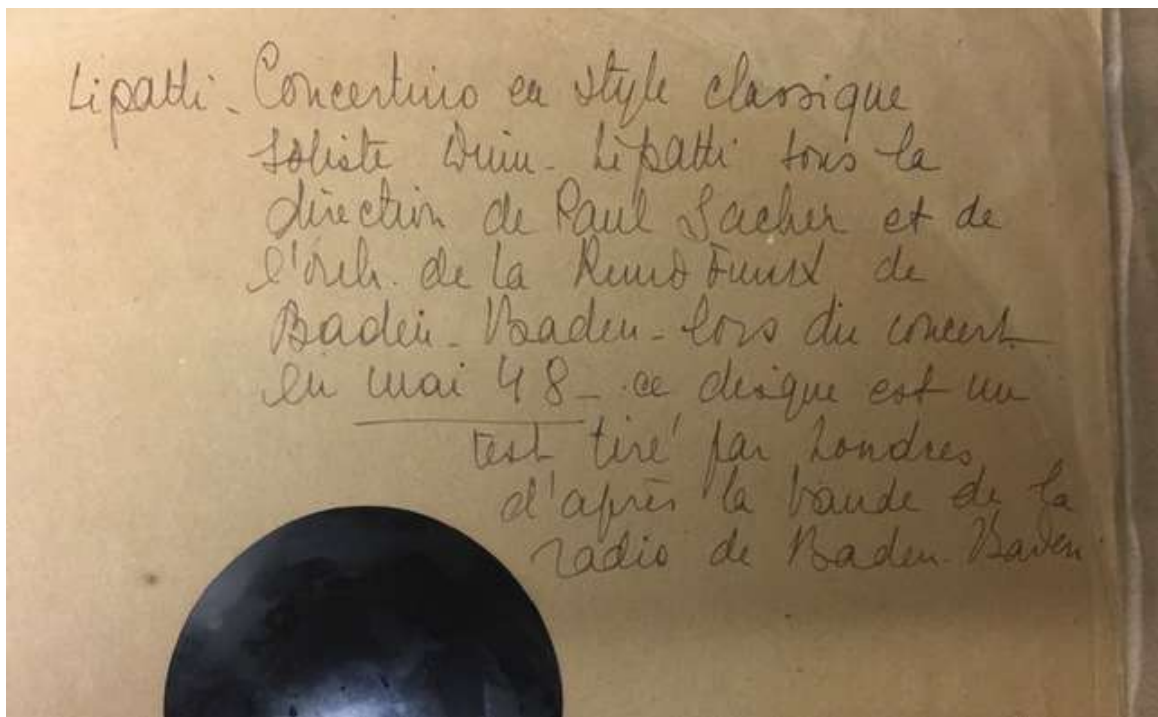 Lipatti - Concertino en style classique
soliste Dinu - Lipatti sous la
direction de Paul Sacher et de
l'orch. de la Funk de
Baden - Baden - lors du concert
en mai 48 - ce disque est un
test tiré par Londres
d'après la bande de la
radio de Baden - Baden